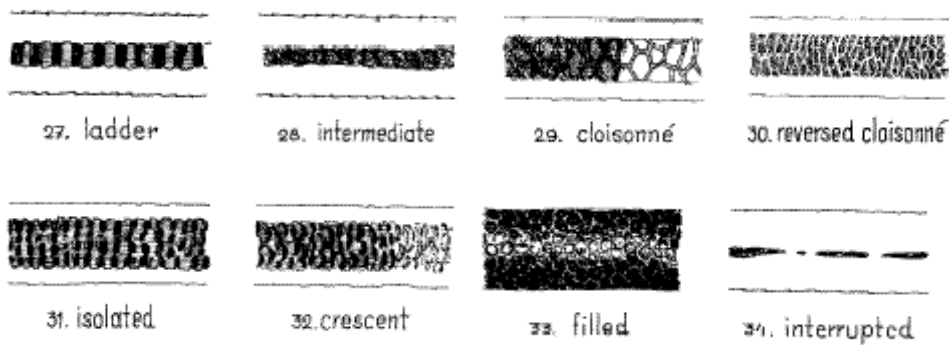 27. ladder
28. intermediate
29. cloisonné
30. reversed cloisonné
31. isolated
32. crescent
33. filled
34. interrupted